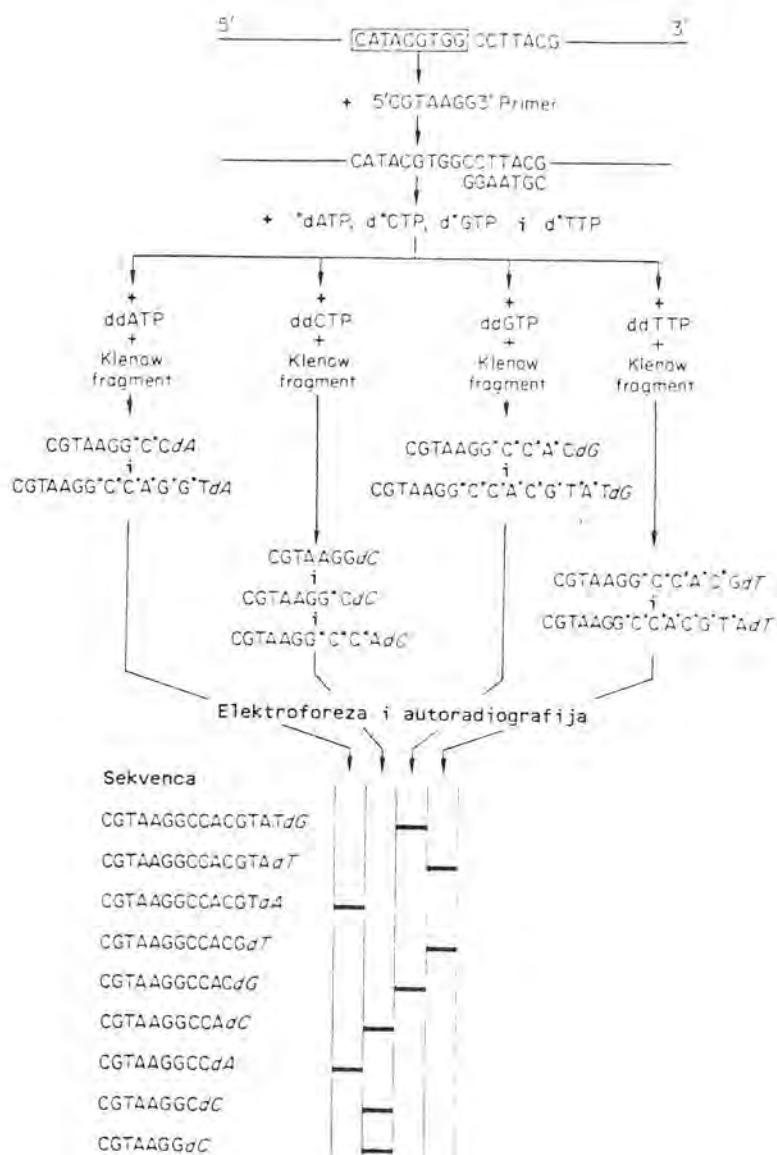 5' CATACGTGG CCTTACG 3'
+ 5'CGTAAGG3' Primer
CATACGTGGCCTTACG
GGAATGC
+ *dATP, d*CTP, d*GTP i d*TTP
+ + + +
ddATP ddCTP ddGTP ddTTP
+ + + +
Klenow Klenow Klenow Klenow
fragment fragment fragment fragment
CGTAAGG*C*CdA
i
CGTAAGG*C*C*A*G*G*TdA
CGTAAGG*C*C*A*CdG
i
CGTAAGG*C*C*A*C*G*T*A*TdG
CGTAAGGdC
i
CGTAAGG*CdC
i
CGTAAGG*C*C*AdC
CGTAAGG*C*C*A*C*GdT
i
CGTAAGG*C*C*A*C*G*T*AdT
Elektroforeza i autoradiografija
Sekvenca
CGTAAGGCCACGTATdG
CGTAAGGCCACGTAdT
CGTAAGGCCACGTdA
CGTAAGGCCACGdT
CGTAAGGCCACdG
CGTAAGGCCAdC
CGTAAGGCCdA
CGTAAGGCdC
CGTAAGGdC